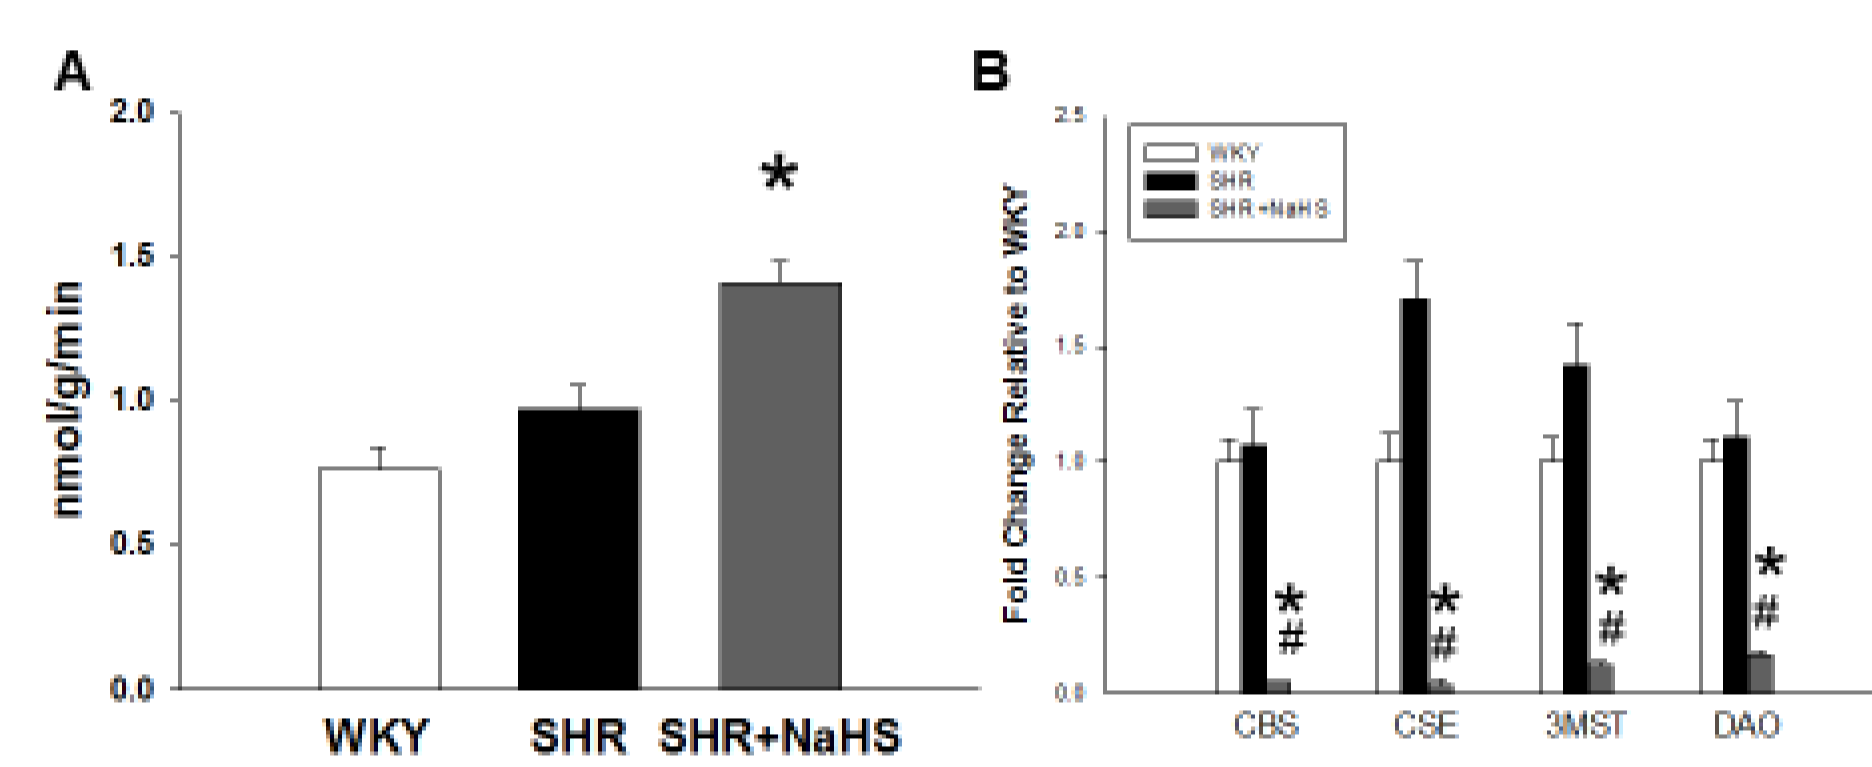 A
nmol/g/min
2.0
1.5
1.0
0.5
0.0
*
WKY SHR SHR+NaHS
B
Fold Change Relative to WKY
2.5
2.0
1.5
1.0
0.5
0.0
WKY
SHR
SHR+NaHS
* * * *
# # # #
CBS CSE 3MST DAO